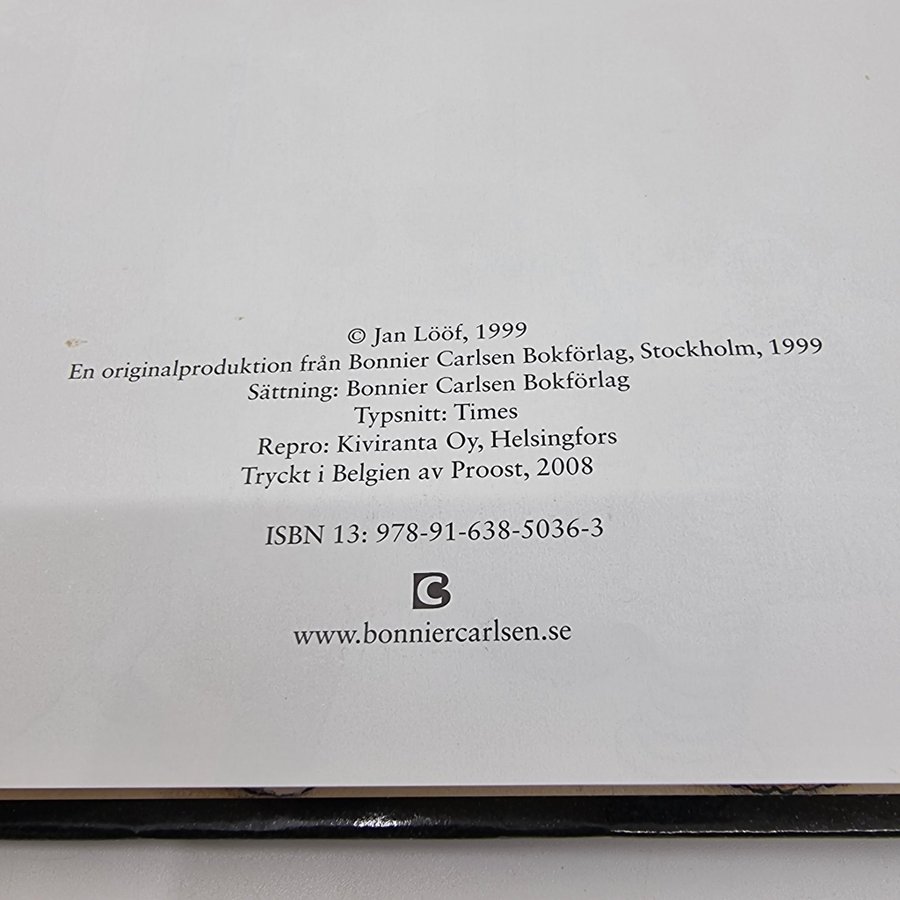 © Jan Lööf, 1999
En originalproduktion från Bonnier Carlsen Bokförlag, Stockholm, 1999
Sättning: Bonnier Carlsen Bokförlag
Typsnitt: Times
Repro: Kiviranta Oy, Helsingfors
Tryckt i Belgien av Proost, 2008
ISBN 13: 978-91-638-5036-3
BC
www.bonniercarlsen.se